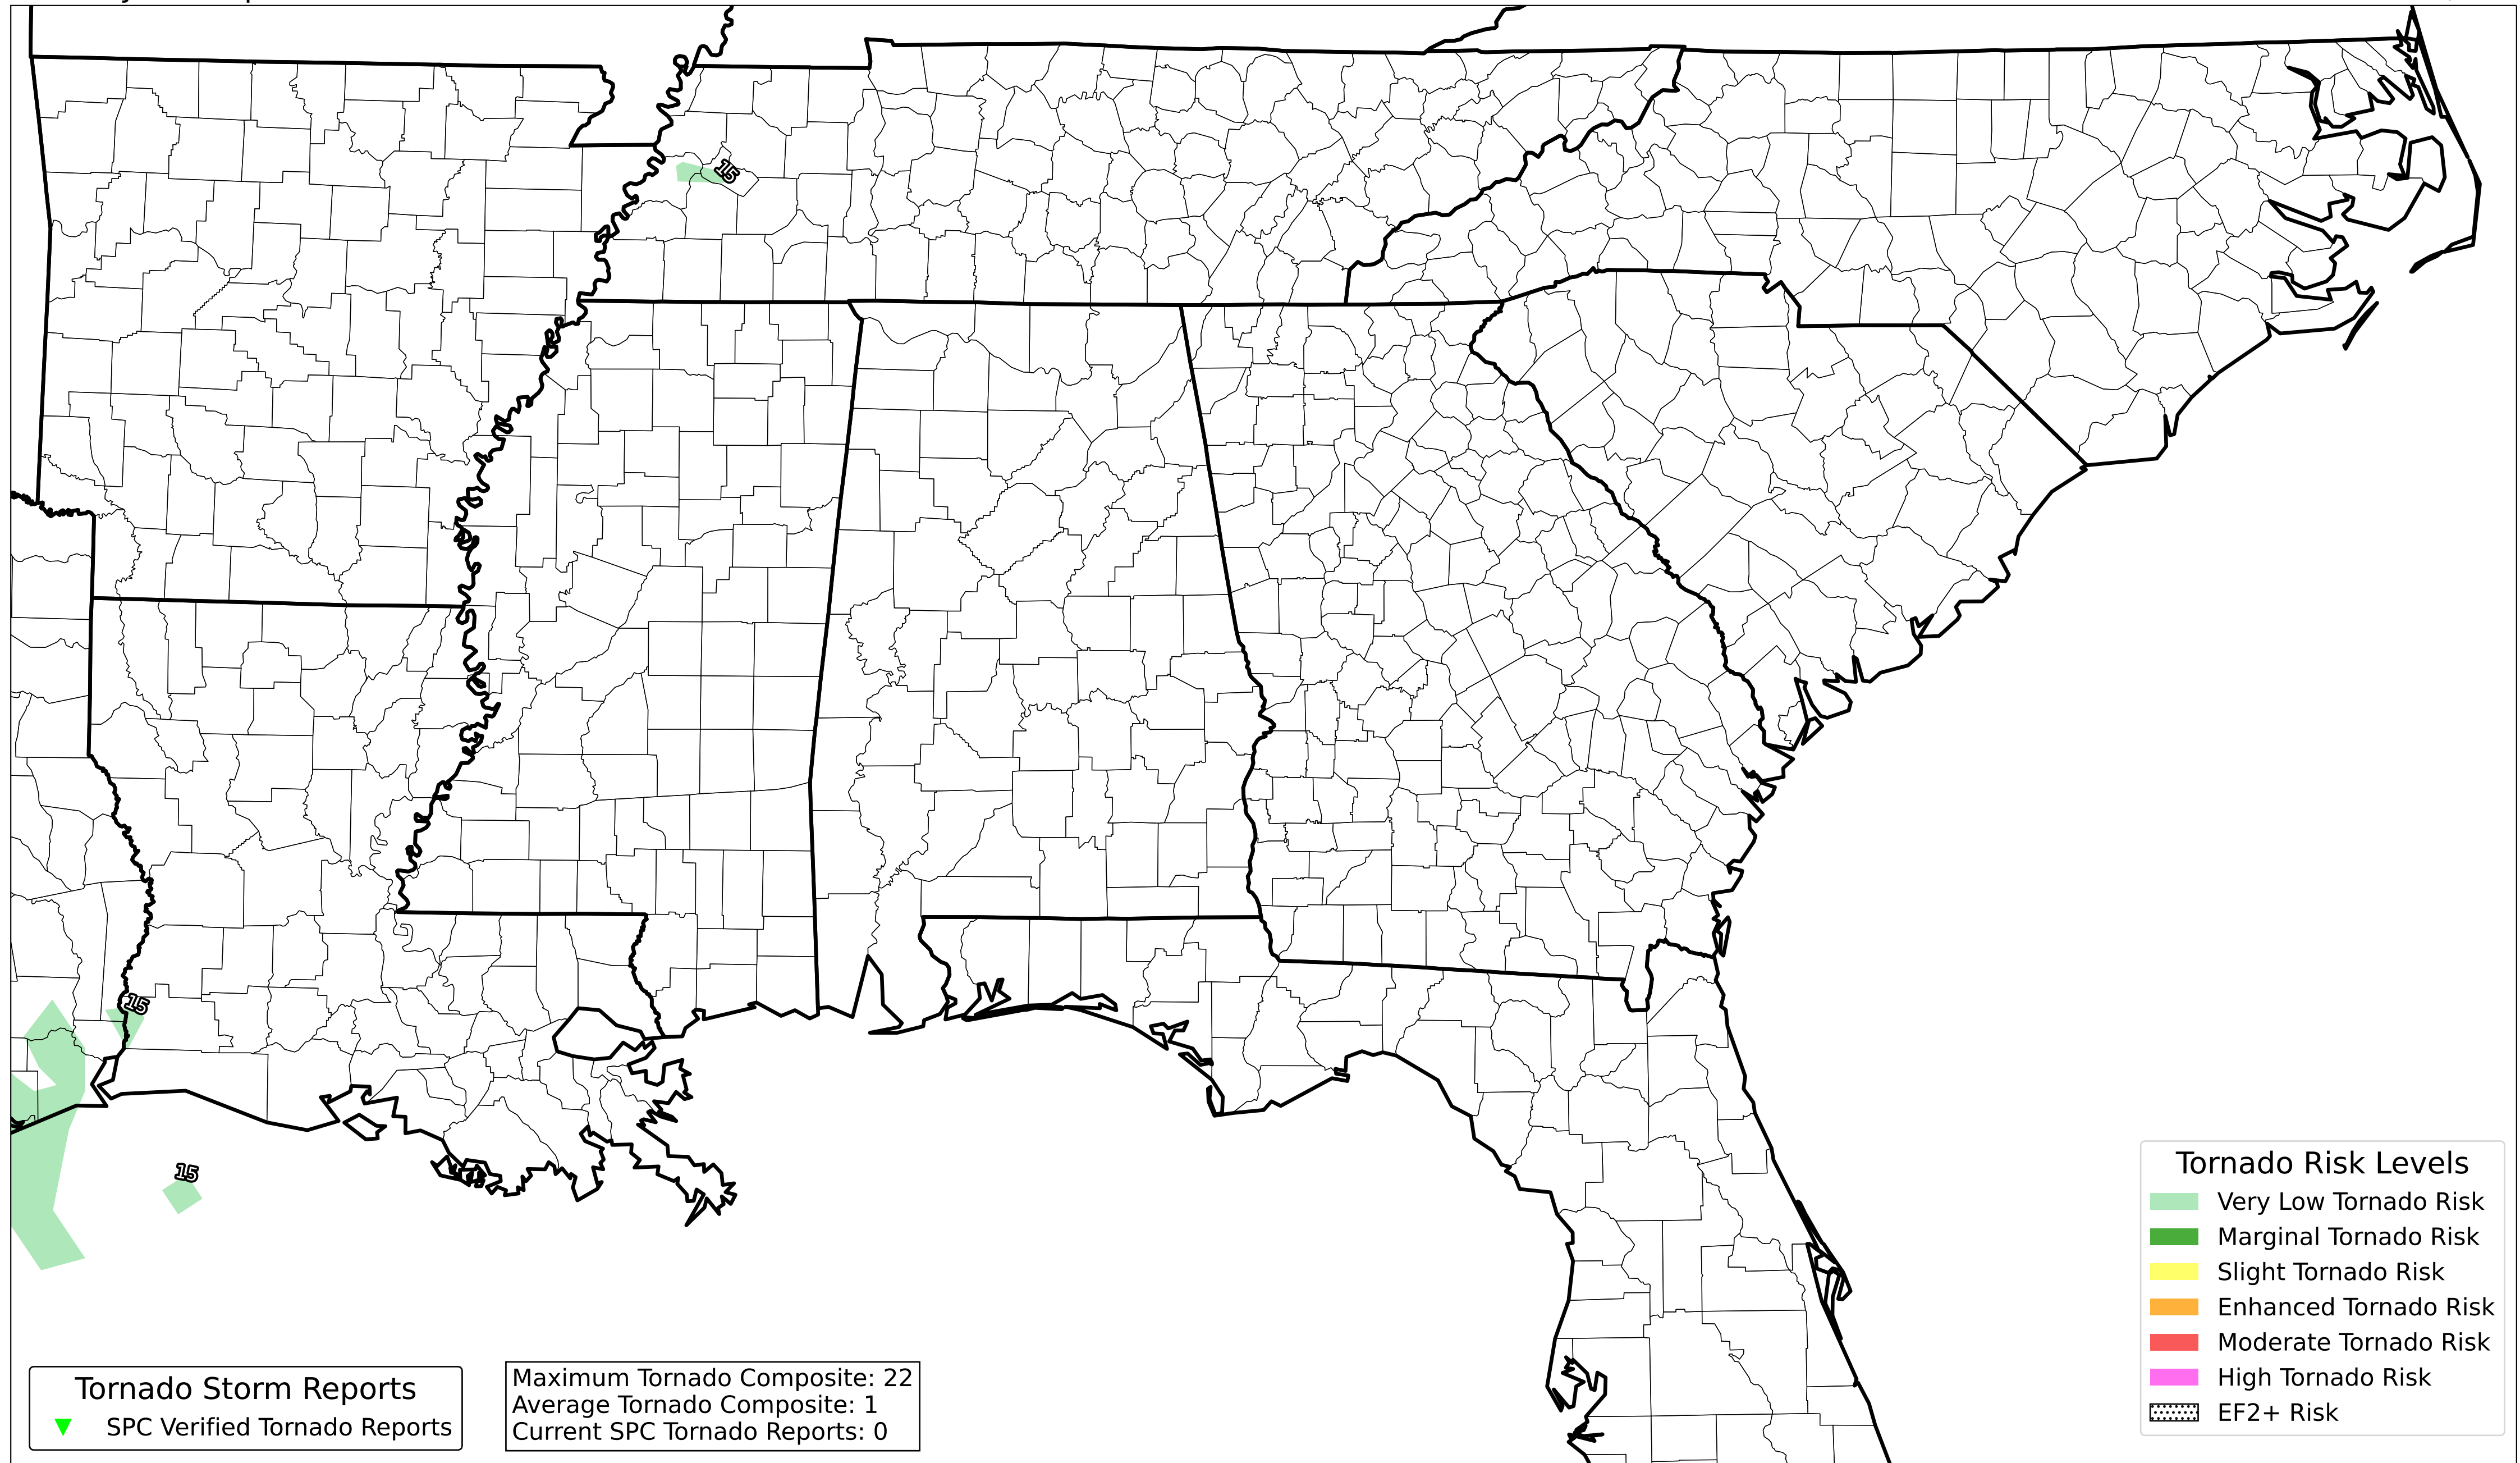 15
15
15
Tornado Risk Levels
Very Low Tornado Risk
Marginal Tornado Risk
Slight Tornado Risk
Enhanced Tornado Risk
Moderate Tornado Risk
High Tornado Risk
EF2+ Risk
Tornado Storm Reports
SPC Verified Tornado Reports
Maximum Tornado Composite: 22
Average Tornado Composite: 1
Current SPC Tornado Reports: 0